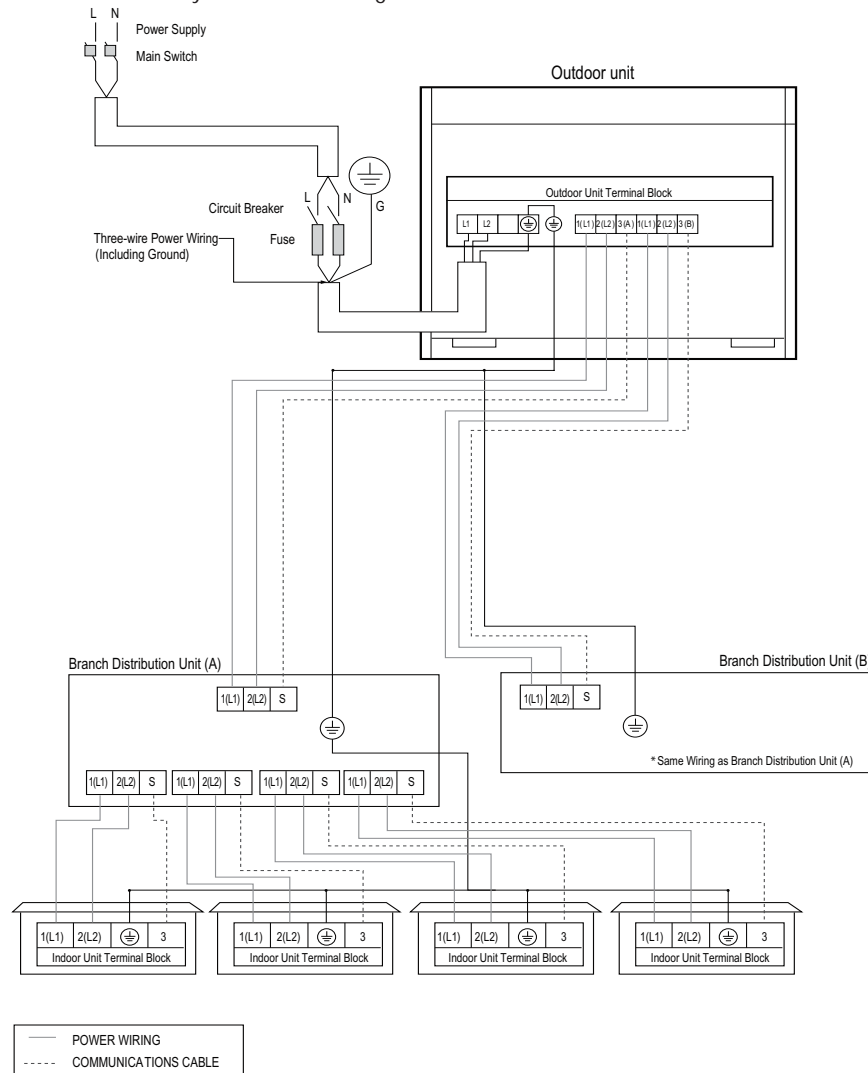 L N
Power Supply
Main Switch
Outdoor unit
Outdoor Unit Terminal Block
L1 L2 1(L1) 2(L2) 3(A) 1(L1) 2(L2) 3(B)
L N
G
Circuit Breaker
Fuse
Three-wire Power Wiring
(Including Ground)
Branch Distribution Unit (A)
1(L1) 2(L2) S
1(L1) 2(L2) S 1(L1) 2(L2) S 1(L1) 2(L2) S 1(L1) 2(L2) S
Branch Distribution Unit (B
1(L1) 2(L2) S
* Same Wiring as Branch Distribution Unit (A)
1(L1) 2(L2) 3
Indoor Unit Terminal Block
1(L1) 2(L2) 3
Indoor Unit Terminal Block
1(L1) 2(L2) 3
Indoor Unit Terminal Block
1(L1) 2(L2) 3
Indoor Unit Terminal Block
POWER WIRING
COMMUNICATIONS CABLE